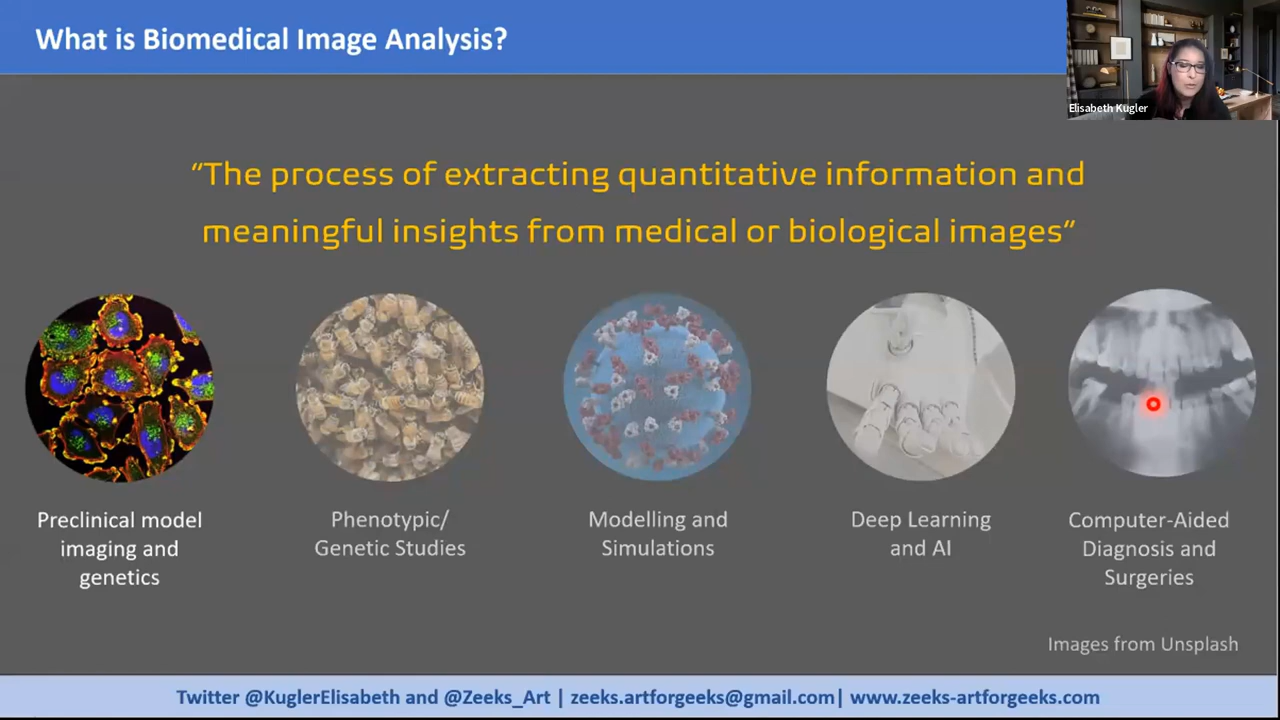 What is Biomedical Image Analysis?
Elisabeth Kugler
“The process of extracting quantitative information and
meaningful insights from medical or biological images”
Preclinical model
imaging and
genetics
Phenotypic/
Genetic Studies
Modelling and
Simulations
Deep Learning
and AI
Computer-Aided
Diagnosis and
Surgeries
Images from Unsplash
Twitter @KuglerElisabeth and @Zeeks_Art | zeeks.artforgeeks@gmail.com| www.zeeks-artforgeeks.com